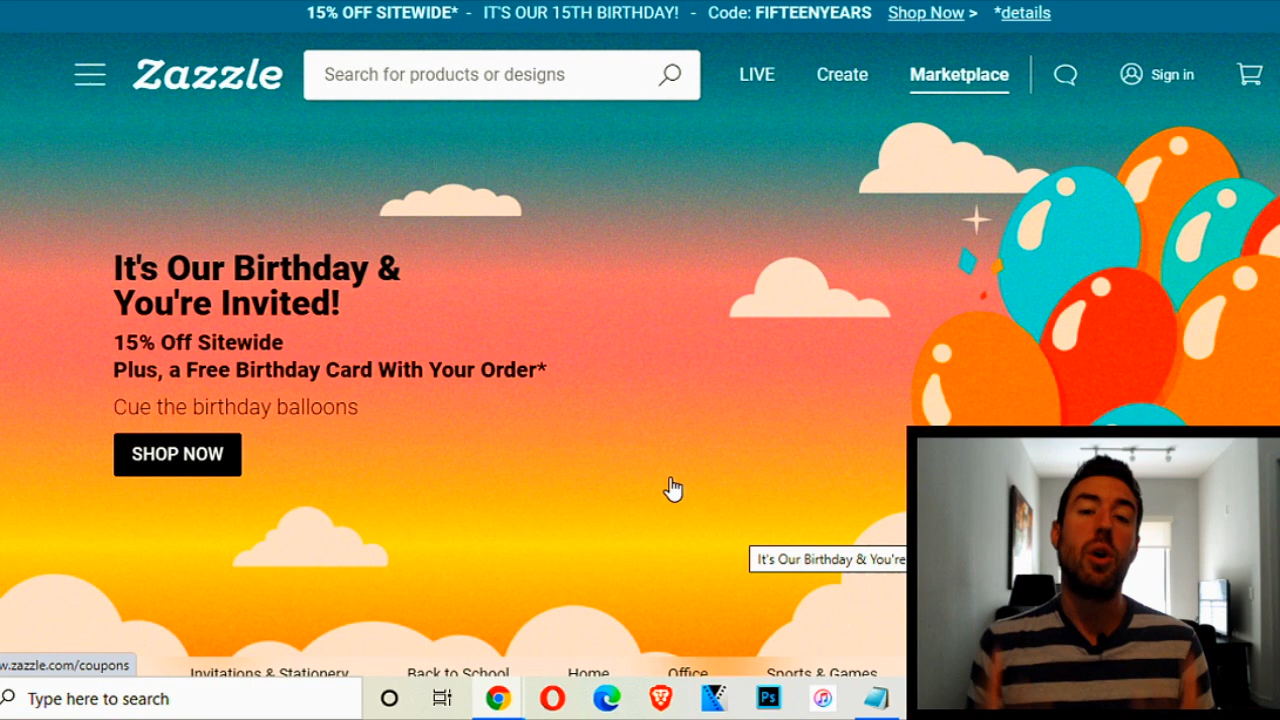 15% OFF SITEWIDE* - IT'S OUR 15TH BIRTHDAY! - Code: FIFTEENYEARS Shop Now > *details
Zazzle Search for products or designs LIVE Create Marketplace Sign in
It's Our Birthday &
You're Invited!
15% Off Sitewide
Plus, a Free Birthday Card With Your Order*
Cue the birthday balloons
SHOP NOW
It's Our Birthday & You're
w.zazzle.com/coupons
Invitations & Stationery Back to School Home Office Sports & Games
Type here to search
Ps